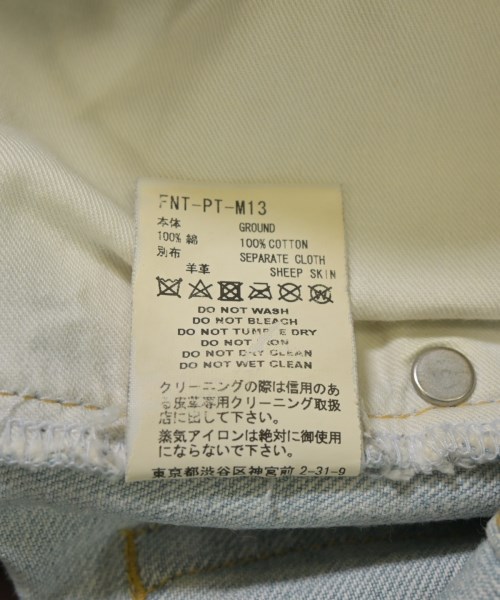 FNT-PT-M13
本体 GROUND
100% 綿 100% COTTON
別布 SEPARATE CLOTH
羊革 SHEEP SKIN
DO NOT WASH
DO NOT BLEACH
DO NOT TUMBLE DRY
DO NOT IRON
DO NOT DRY CLEAN
DO NOT WET CLEAN
クリーニングの際は信用のあ
る皮革専用クリーニング取扱
店に出して下さい。
蒸気アイロンは絶対に御使用
にならないで下さい。
東京都渋谷区神宮前 2-31-9